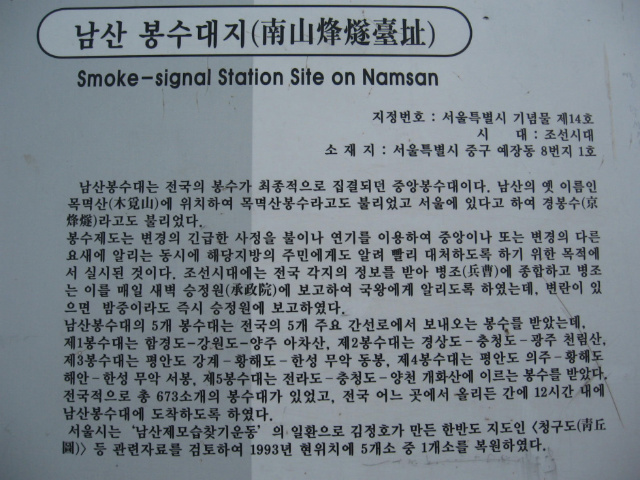 남산 봉수대지(南山烽燧臺址)
Smoke-signal Station Site on Namsan
지정번호 : 서울특별시 기념물 제14호
시 대 : 조선시대
소 재 지 : 서울특별시 중구 예장동 8번지 1호
남산봉수대는 전국의 봉수가 최종적으로 집결되던 중앙봉수대이다. 남산의 옛 이름인
목멱산(木覓山)에 위치하여 목멱산봉수라고도 불리었고 서울에 있다고 하여 경봉수(京
烽燧)라고도 불리었다.
봉수제도는 변경의 긴급한 사정을 불이나 연기를 이용하여 중앙이나 또는 변경의 다른
요새에 알리는 동시에 해당지방의 주민에게도 알려 빨리 대처하도록 하기 위한 목적에
서 실시된 것이다. 조선시대에는 전국 각지의 정보를 받아 병조(兵曹)에 종합하고 병조
는 이를 매일 새벽 승정원(承政院)에 보고하여 국왕에게 알리도록 하였는데, 변란이 있
으면 밤중이라도 즉시 승정원에 보고하였다.
남산봉수대의 5개 봉수대는 전국의 5개 주요 간선로에서 보내오는 봉수를 받았는데,
제1봉수대는 함경도-강원도-양주 아차산, 제2봉수대는 경상도-충청도-광주 천림산,
제3봉수대는 평안도 강계-황해도-한성 무악 동봉, 제4봉수대는 평안도 의주-황해도
해안-한성 무악 서봉, 제5봉수대는 전라도-충청도-양천 개화산에 이르는 봉수를 받았다.
전국적으로 총 673소개의 봉수대가 있었고, 전국 어느 곳에서 올리든 간에 12시간 내에
남산봉수대에 도착하도록 하였다.
서울시는 '남산제모습찾기운동'의 일환으로 김정호가 만든 한반도 지도인 〈청구도(靑丘
圖)〉 등 관련자료를 검토하여 1993년 현위치에 5개소 중 1개소를 복원하였다.